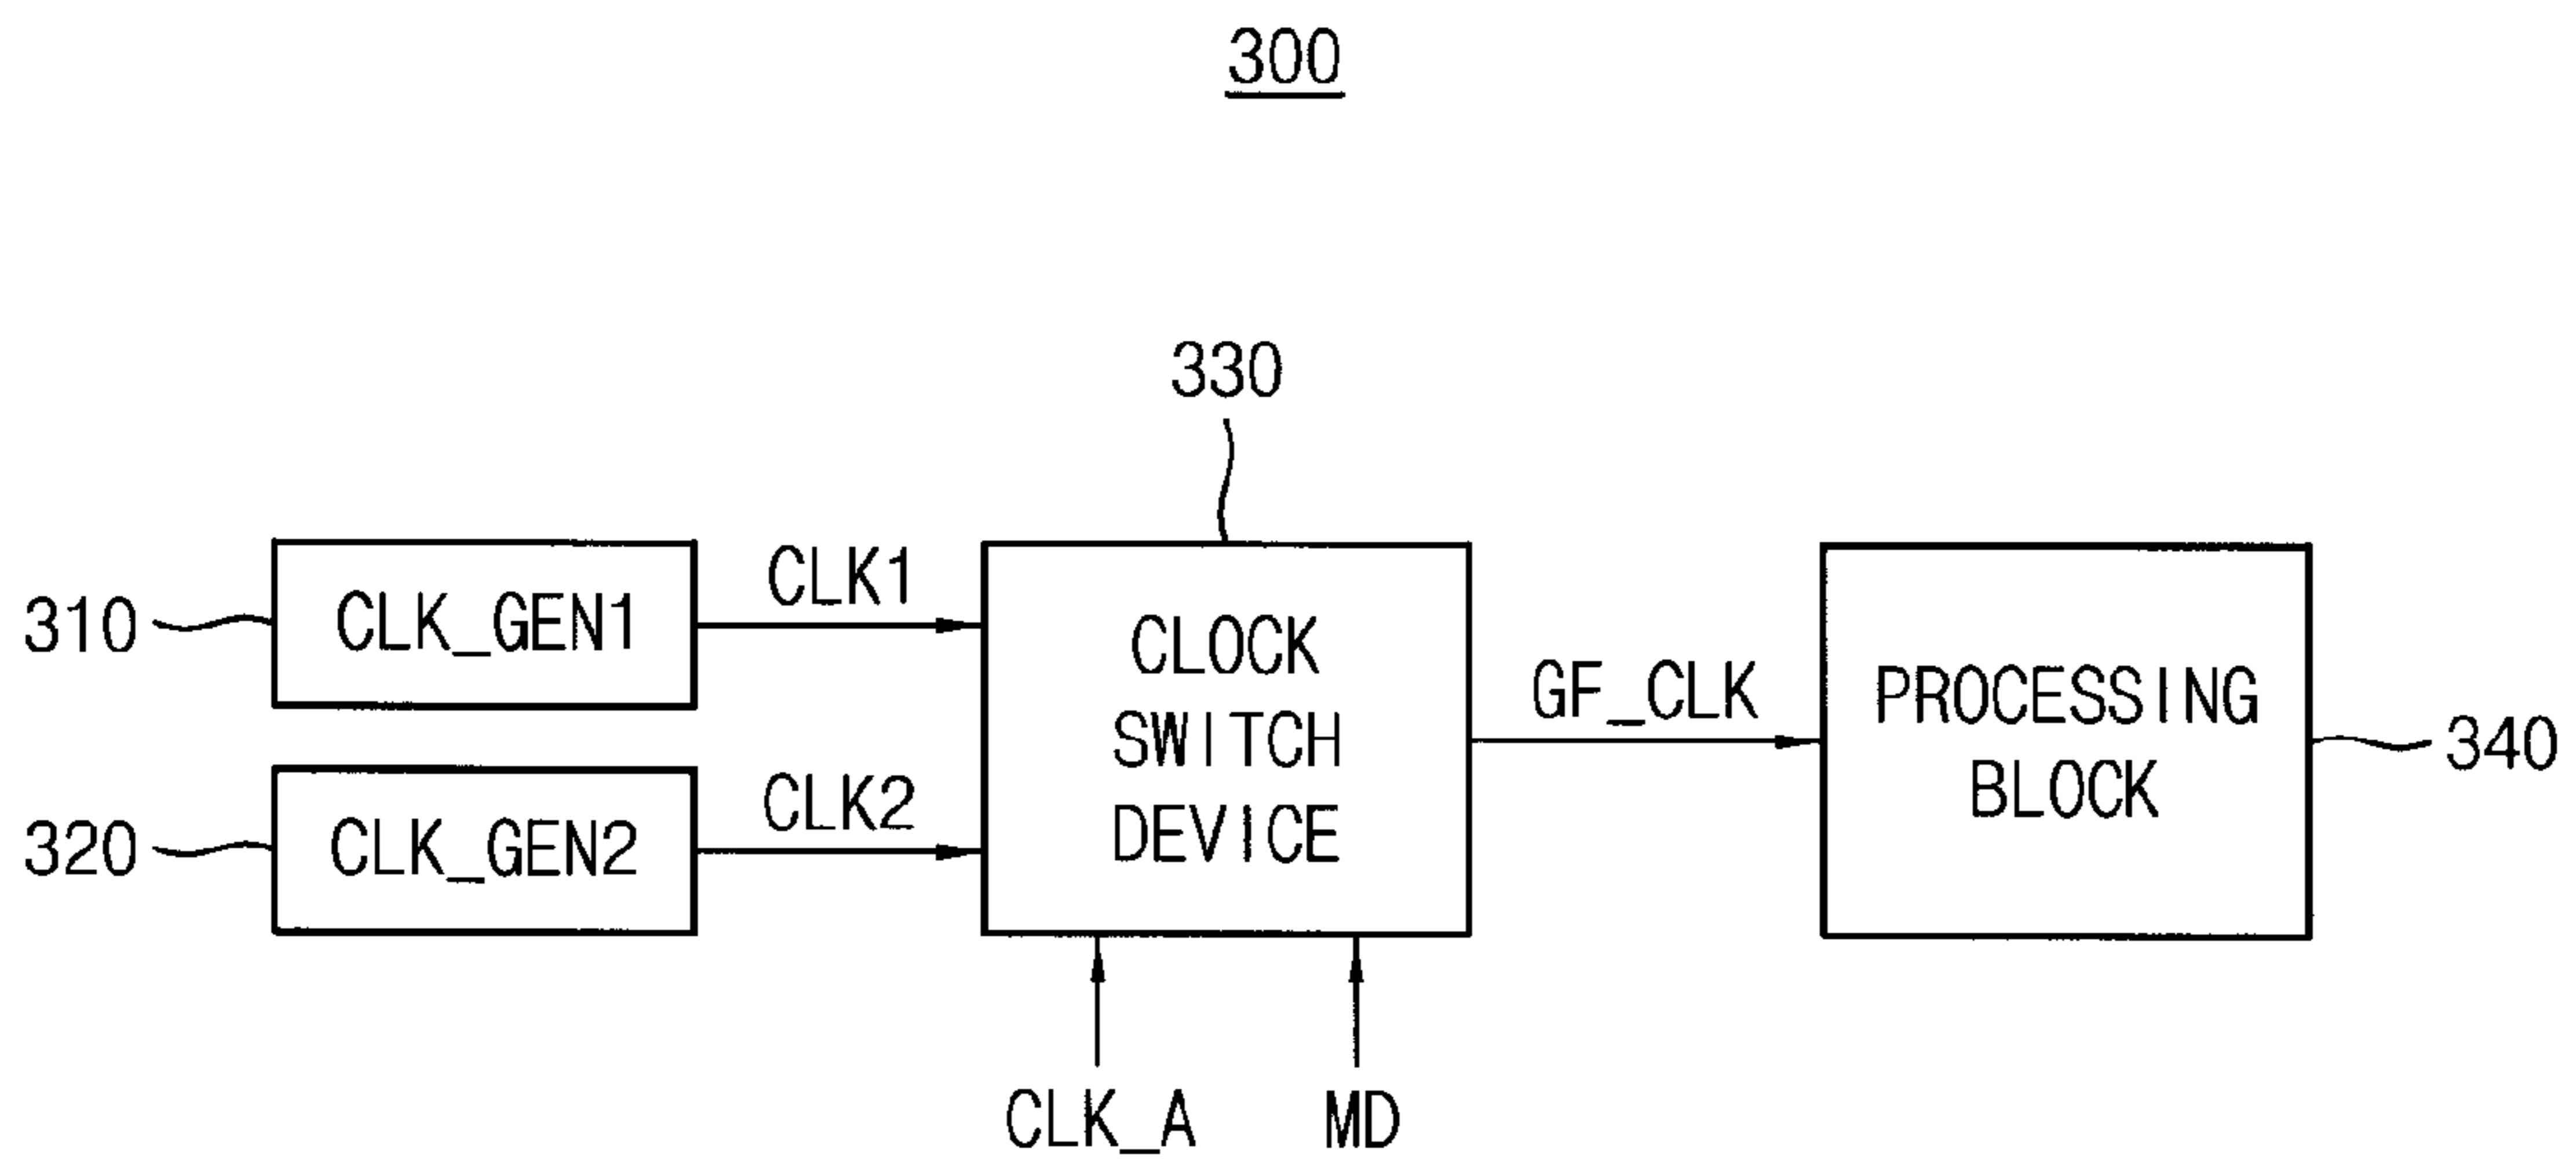 300
330
310
CLK_GEN1
CLK1
CLOCK
SWITCH
DEVICE
GF_CLK
PROCESSING
BLOCK
340
320
CLK_GEN2
CLK2
CLK_A
MD